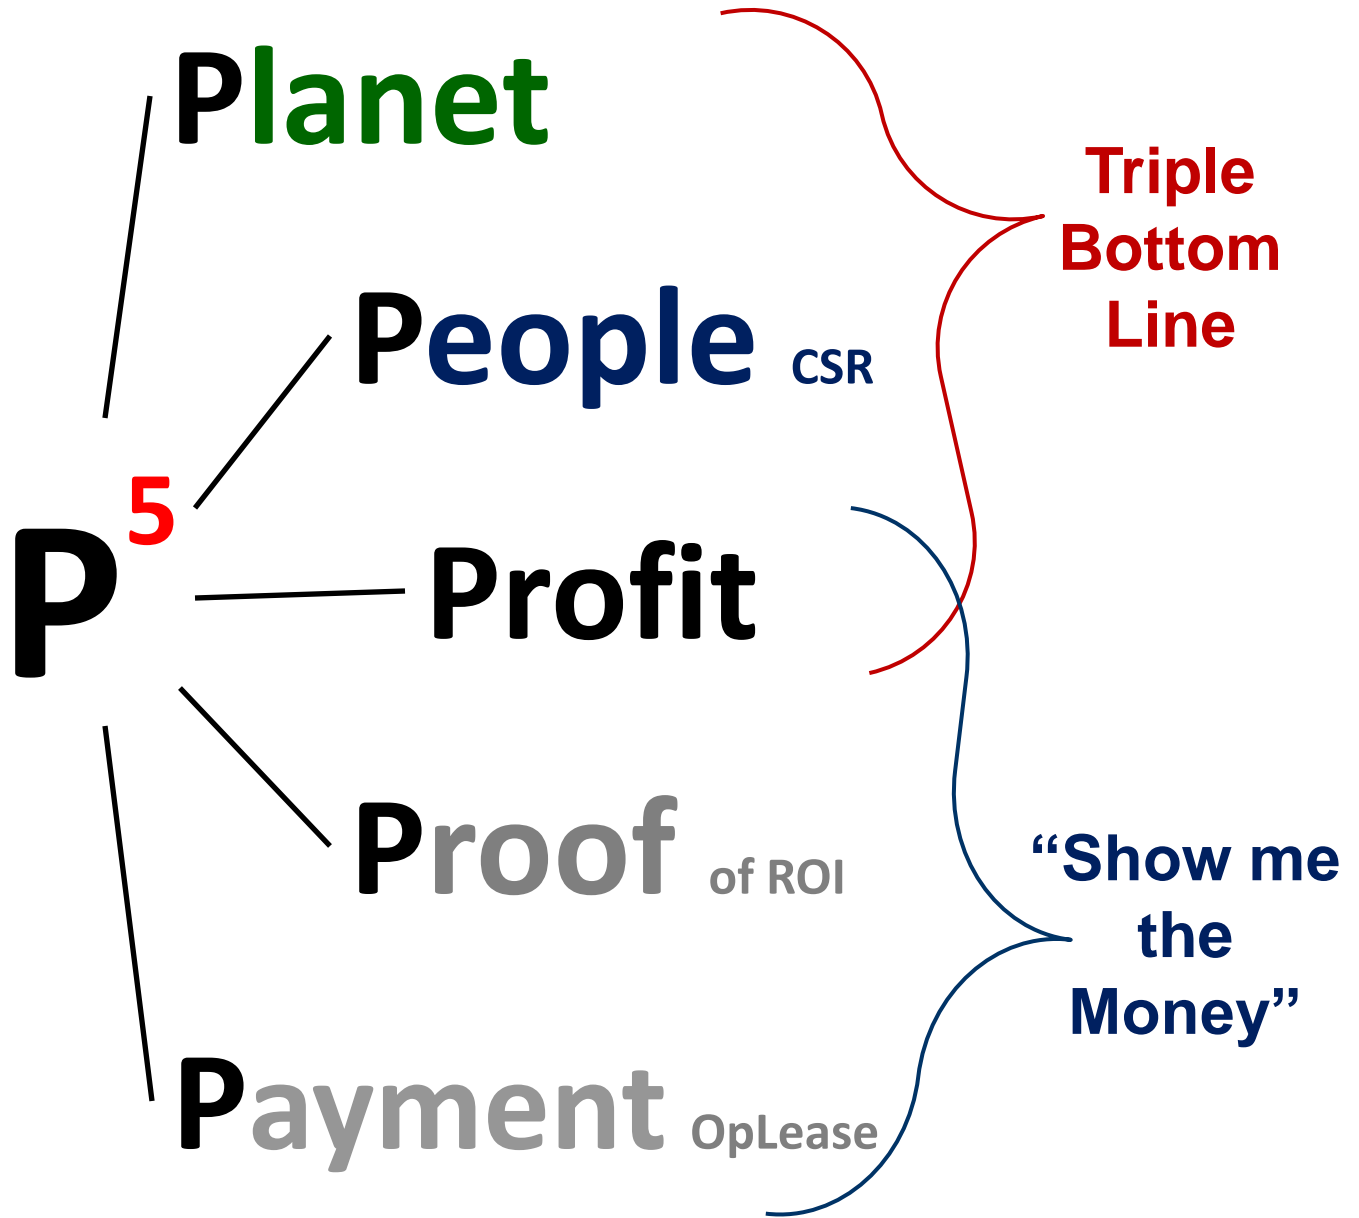 Planet
People CSR
P5
Profit
Proof of ROI
Payment OpLease
Triple
Bottom
Line
“Show me
the
Money”